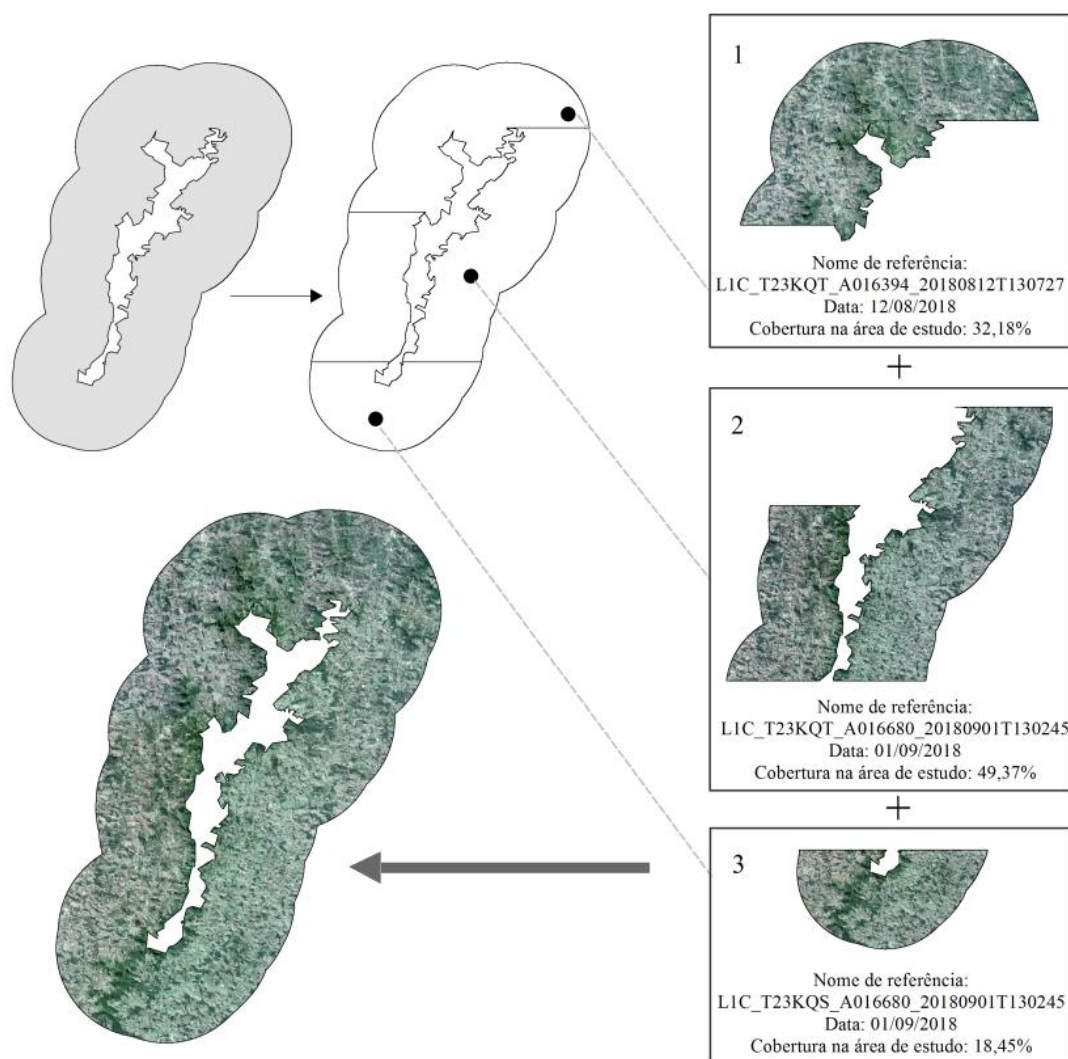 1
Nome de referência:
L1C_T23KQT_A016394_20180812T130727
Data: 12/08/2018
Cobertura na área de estudo: 32,18%
+
2
Nome de referência:
L1C_T23KQT_A016680_20180901T130245
Data: 01/09/2018
Cobertura na área de estudo: 49,37%
+
3
Nome de referência:
L1C_T23KQS_A016680_20180901T130245
Data: 01/09/2018
Cobertura na área de estudo: 18,45%